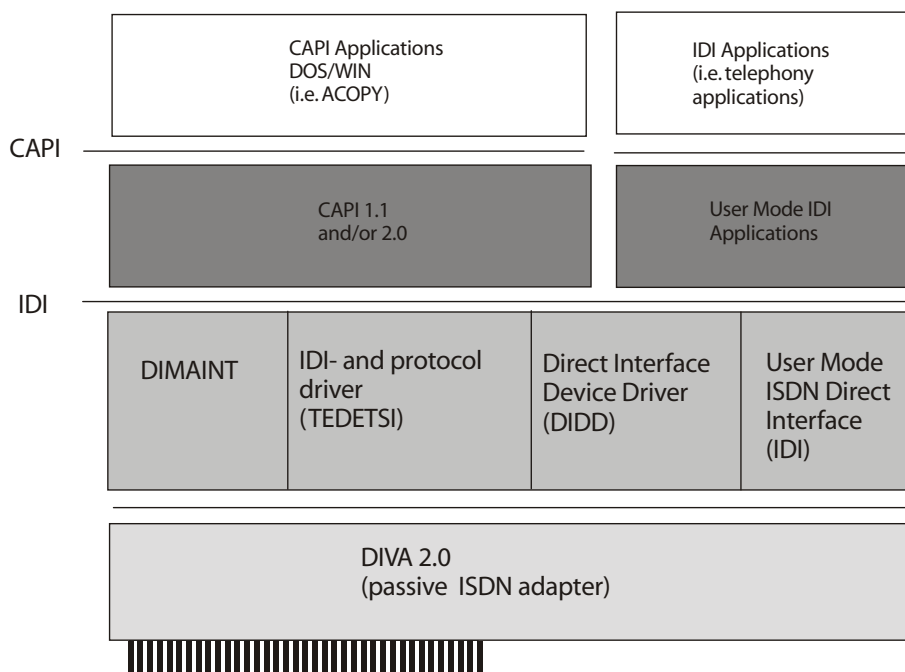 CAPI Applications
DOS/WIN
(i.e. ACOPY)
IDI Applications
(i.e. telephony
applications)
CAPI
CAPI 1.1
and/or 2.0
User Mode IDI
Applications
IDI
DIMAINT
IDI- and protocol
driver
(TEDETSI)
Direct Interface
Device Driver
(DIDD)
User Mode
ISDN Direct
Interface
(IDI)
DIVA 2.0
(passive ISDN adapter)